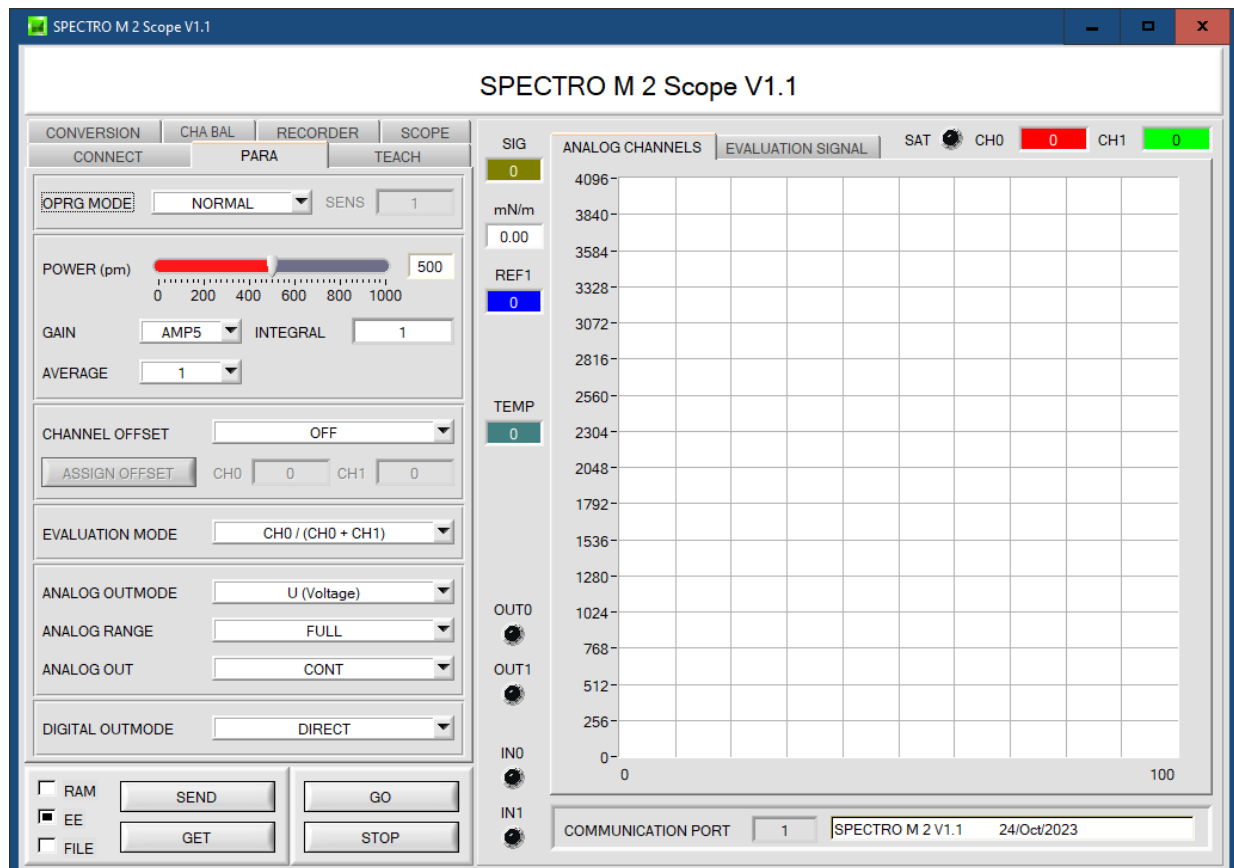 SPECTRO M 2 Scope V1.1
SPECTRO M 2 Scope V1.1
CONVERSION CHA BAL RECORDER SCOPE
CONNECT PARA TEACH
OPRG MODE NORMAL SENS 1
POWER (pm) 500
0 200 400 600 800 1000
GAIN AMP5 INTEGRAL 1
AVERAGE 1
CHANNEL OFFSET OFF
ASSIGN OFFSET CH0 0 CH1 0
EVALUATION MODE CH0 / (CH0 + CH1)
ANALOG OUTMODE U (Voltage)
ANALOG RANGE FULL
ANALOG OUT CONT
DIGITAL OUTMODE DIRECT
RAM
EE
FILE
SEND GO
GET STOP
SIG
0
mN/m
0.00
REF1
0
TEMP
0
OUT0
OUT1
IN0
IN1
ANALOG CHANNELS EVALUATION SIGNAL SAT CH0 0 CH1 0
4096
3840
3584
3328
3072
2816
2560
2304
2048
1792
1536
1280
1024
768
512
256
0
0 100
COMMUNICATION PORT 1 SPECTRO M 2 V1.1 24/Oct/2023